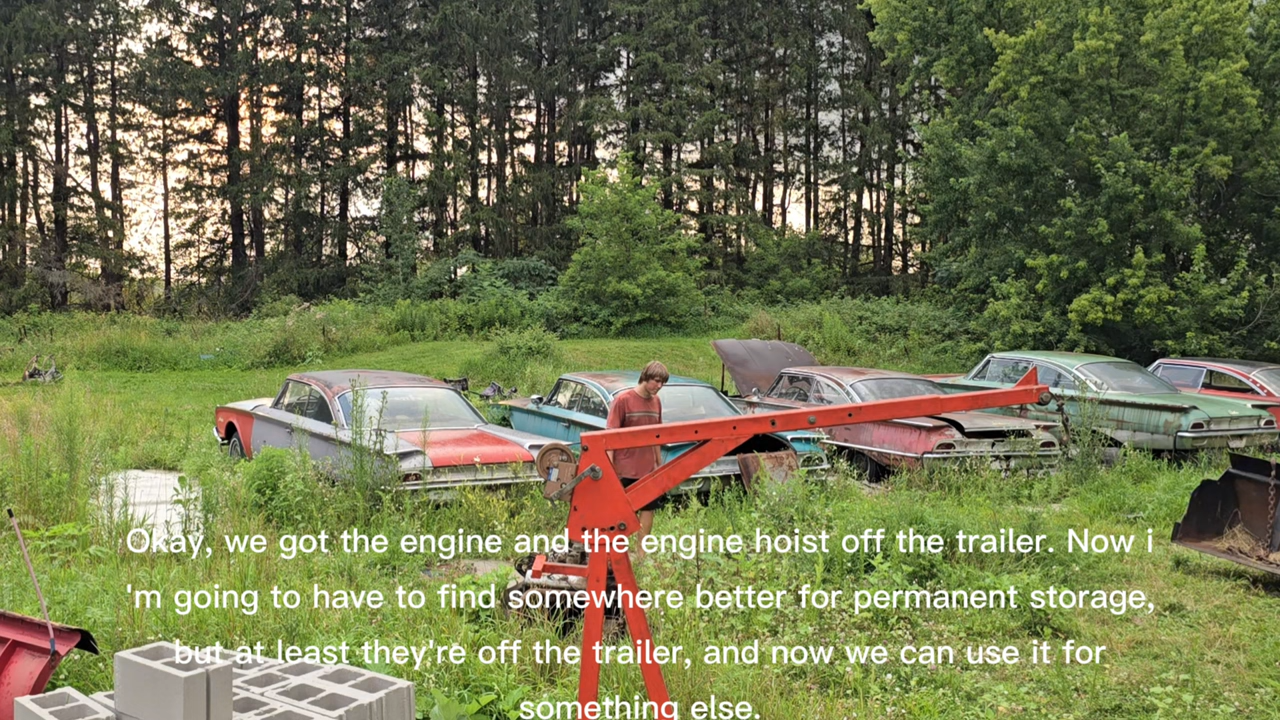 Okay, we got the engine and the engine hoist off the trailer. Now i
'm going to have to find somewhere better for permanent storage,
but at least they're off the trailer, and now we can use it for
something else.